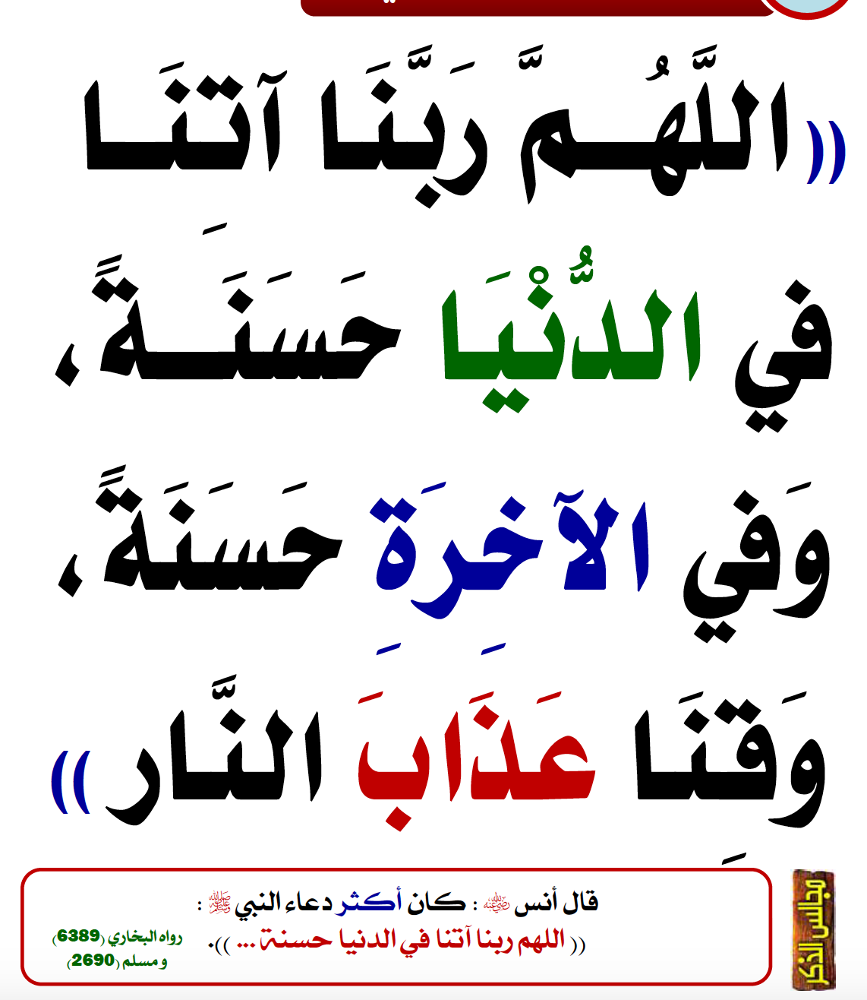 (( اللَّهُـمَّ رَبَّنَا آتِنَـا
فِي الدُّنْيَا حَسَنَـةً ،
وَفِي الآخِرَةِ حَسَنَةً ،
وَقِنَا عَذَابَ النَّار ))
قال أنس رضي الله عنه : كان أكثر دعاء النبي ﷺ :
(( اللهم ربنا آتنا في الدنيا حسنة ... )).
رواه البخاري (6389)
و مسلم (2690)
مجالس الذكر